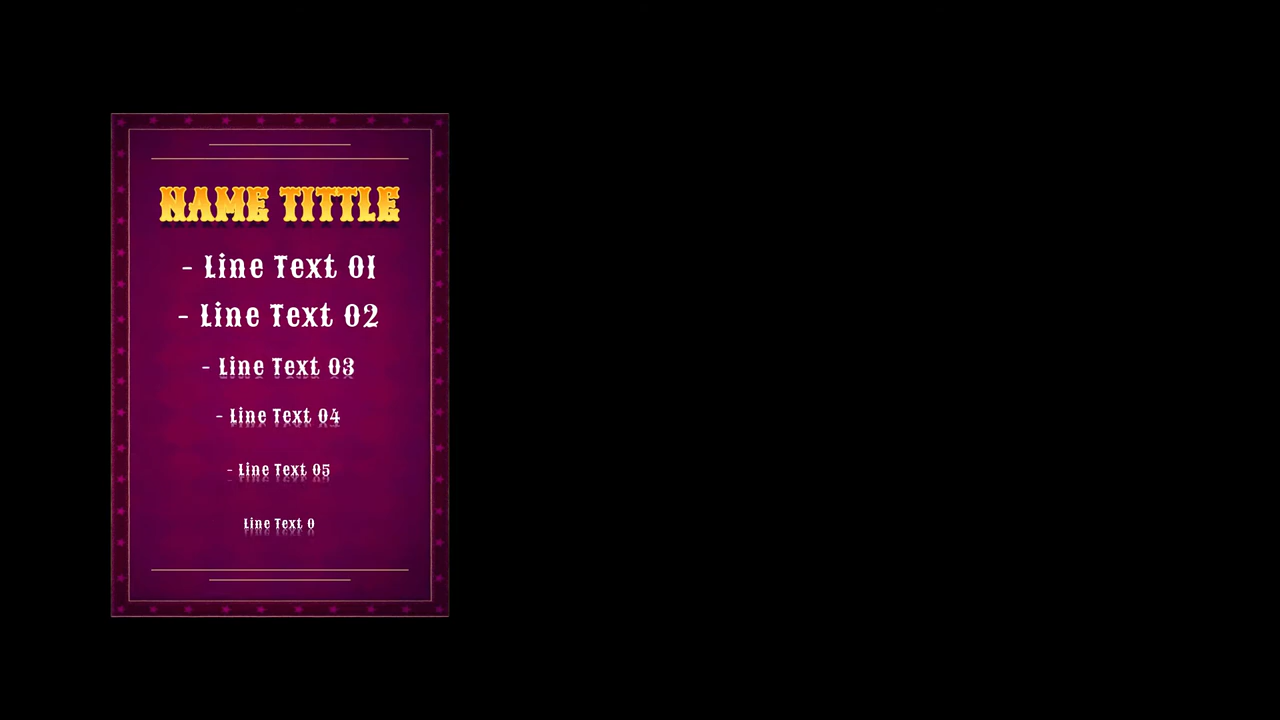 NAME TITTLE
- Line Text 01
- Line Text 02
- Line Text 03
- Line Text 04
- Line Text 05
Line Text 0